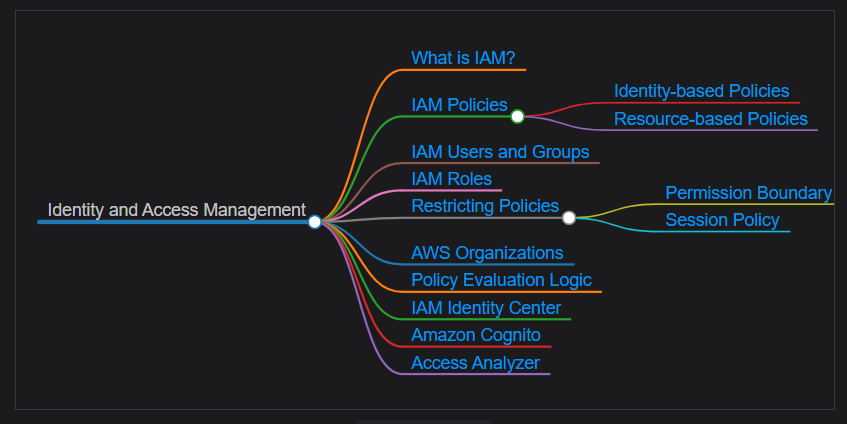 Identity and Access Management
What is IAM?
IAM Policies
Identity-based Policies
Resource-based Policies
IAM Users and Groups
IAM Roles
Restricting Policies
Permission Boundary
Session Policy
AWS Organizations
Policy Evaluation Logic
IAM Identity Center
Amazon Cognito
Access Analyzer